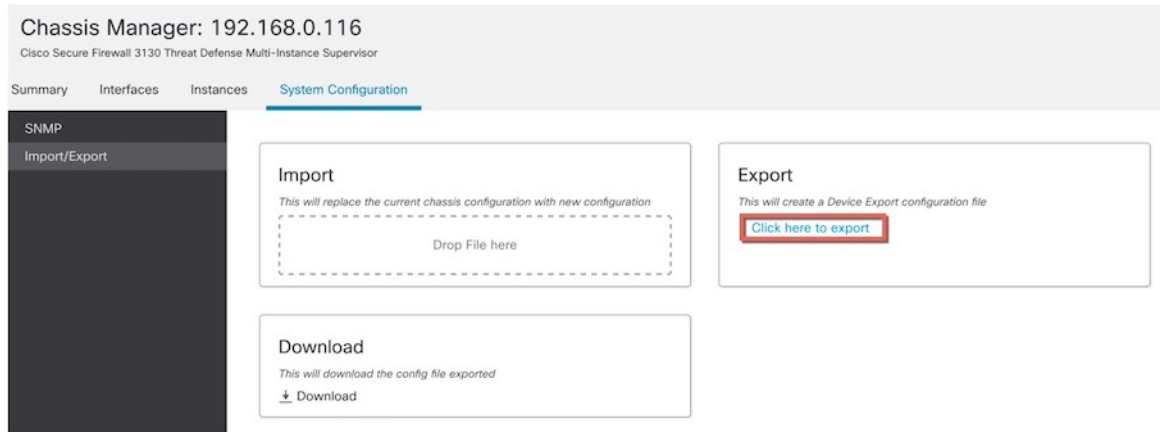 Chassis Manager: 192.168.0.116
Cisco Secure Firewall 3130 Threat Defense Multi-Instance Supervisor
Summary Interfaces Instances System Configuration
SNMP
Import/Export
Import
This will replace the current chassis configuration with new configuration
Drop File here
Export
This will create a Device Export configuration file
Click here to export
Download
This will download the config file exported
Download